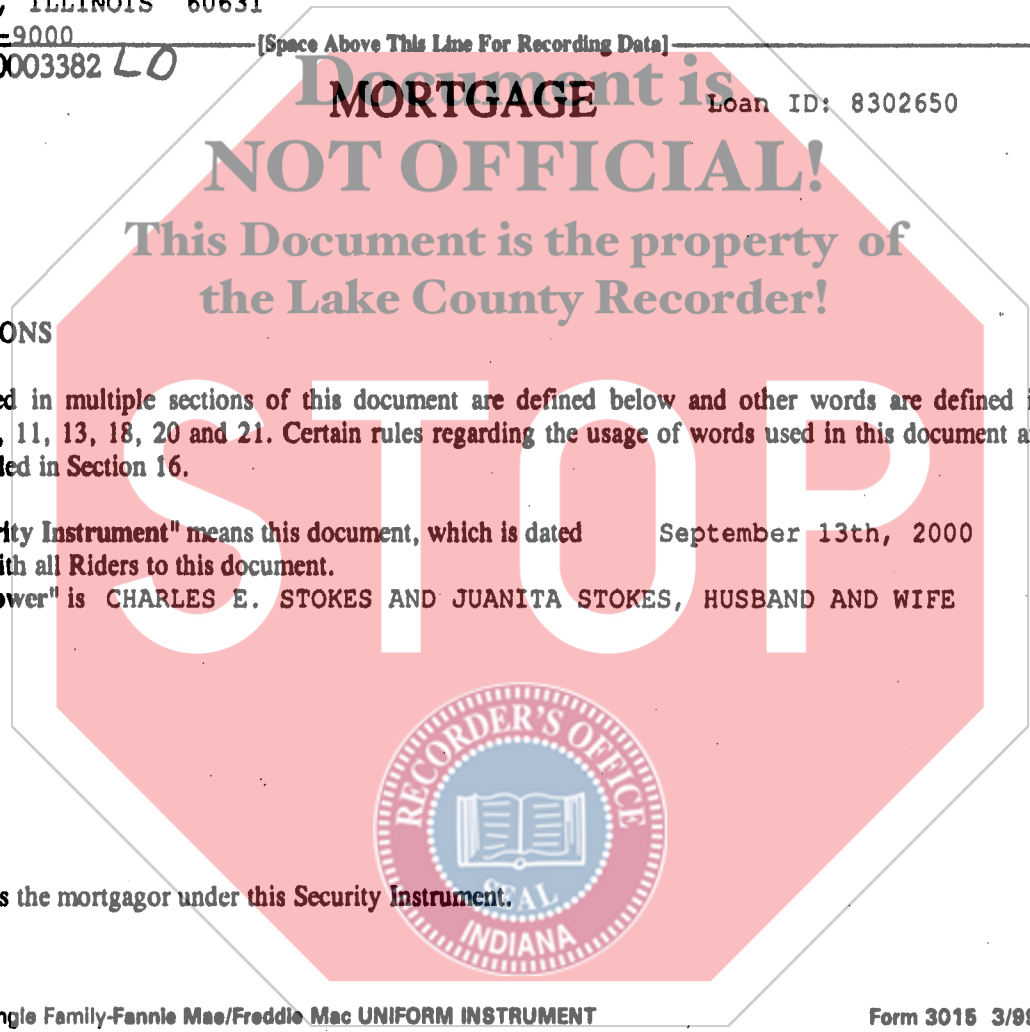 , ILLINOIS 60631
-9000
[Space Above This Line For Recording Data]
0003382 LD
Document is
MORTGAGE Loan ID: 8302650
NOT OFFICIAL!
This Document is the property of
the Lake County Recorder!
ONS
ed in multiple sections of this document are defined below and other words are defined i
, 11, 13, 18, 20 and 21. Certain rules regarding the usage of words used in this document a
led in Section 16.
STOP
rity Instrument" means this document, which is dated September 13th, 2000
ith all Riders to this document.
ower" is CHARLES E. STOKES AND JUANITA STOKES, HUSBAND AND WIFE
RECORDER'S OFFICE
SEAL
INDIANA
s the mortgagor under this Security Instrument.
ngle Family-Fannie Mae/Freddie Mac UNIFORM INSTRUMENT Form 3015 3/99